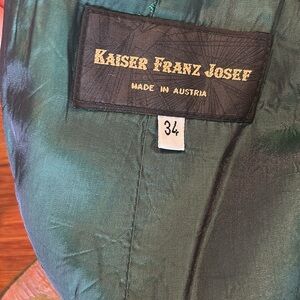 KAISER FRANZ JOSEF
MADE IN AUSTRIA
34